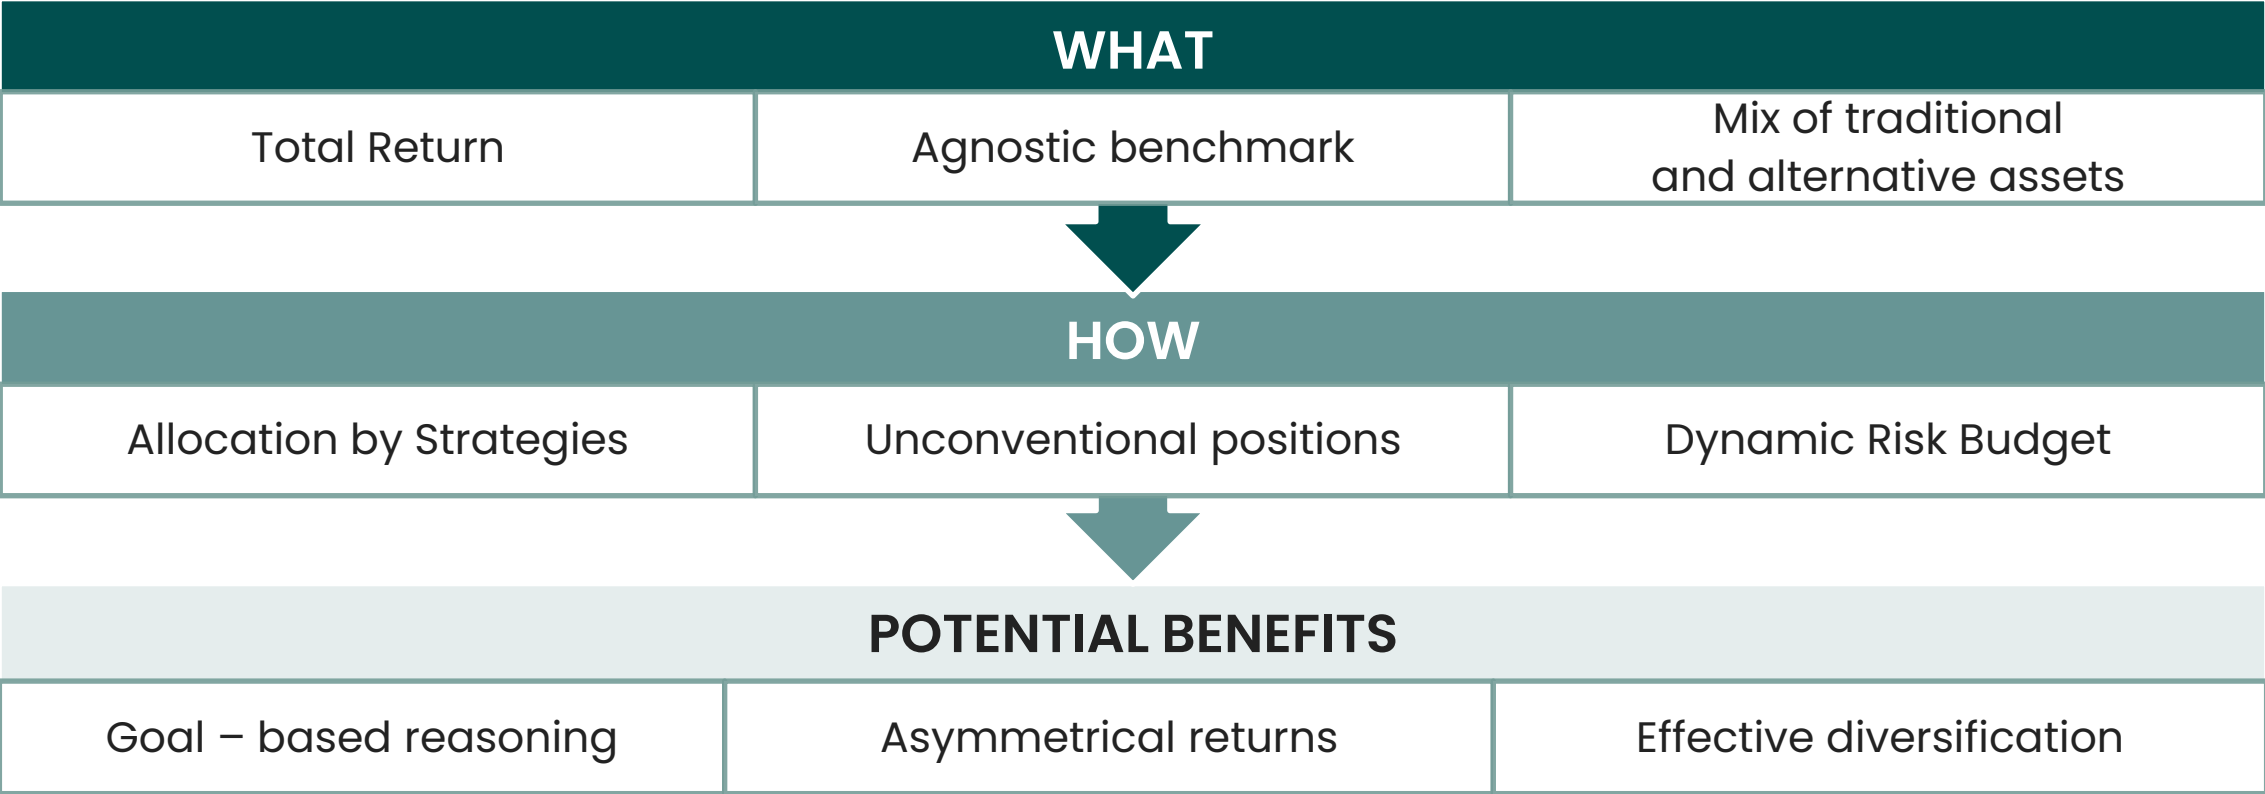 WHAT
Total Return
Agnostic benchmark
Mix of traditional
and alternative assets
HOW
Allocation by Strategies
Unconventional positions
Dynamic Risk Budget
POTENTIAL BENEFITS
Goal – based reasoning
Asymmetrical returns
Effective diversification